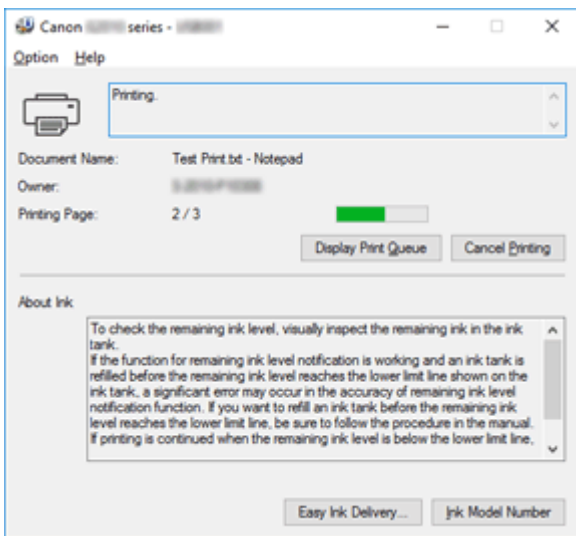 Canon series -
Option Help
Printing.
Document Name: Test Print.txt - Notepad
Owner:
Printing Page: 2 / 3
Display Print Queue Cancel Printing
About Ink
To check the remaining ink level, visually inspect the remaining ink in the ink
tank.
If the function for remaining ink level notification is working and an ink tank is
refilled before the remaining ink level reaches the lower limit line shown on the
ink tank, a significant error may occur in the accuracy of remaining ink level
notification function. If you want to refill an ink tank before the remaining ink
level reaches the lower limit line, be sure to follow the procedure in the manual.
If printing is continued when the remaining ink level is below the lower limit line,
Easy Ink Delivery... Ink Model Number